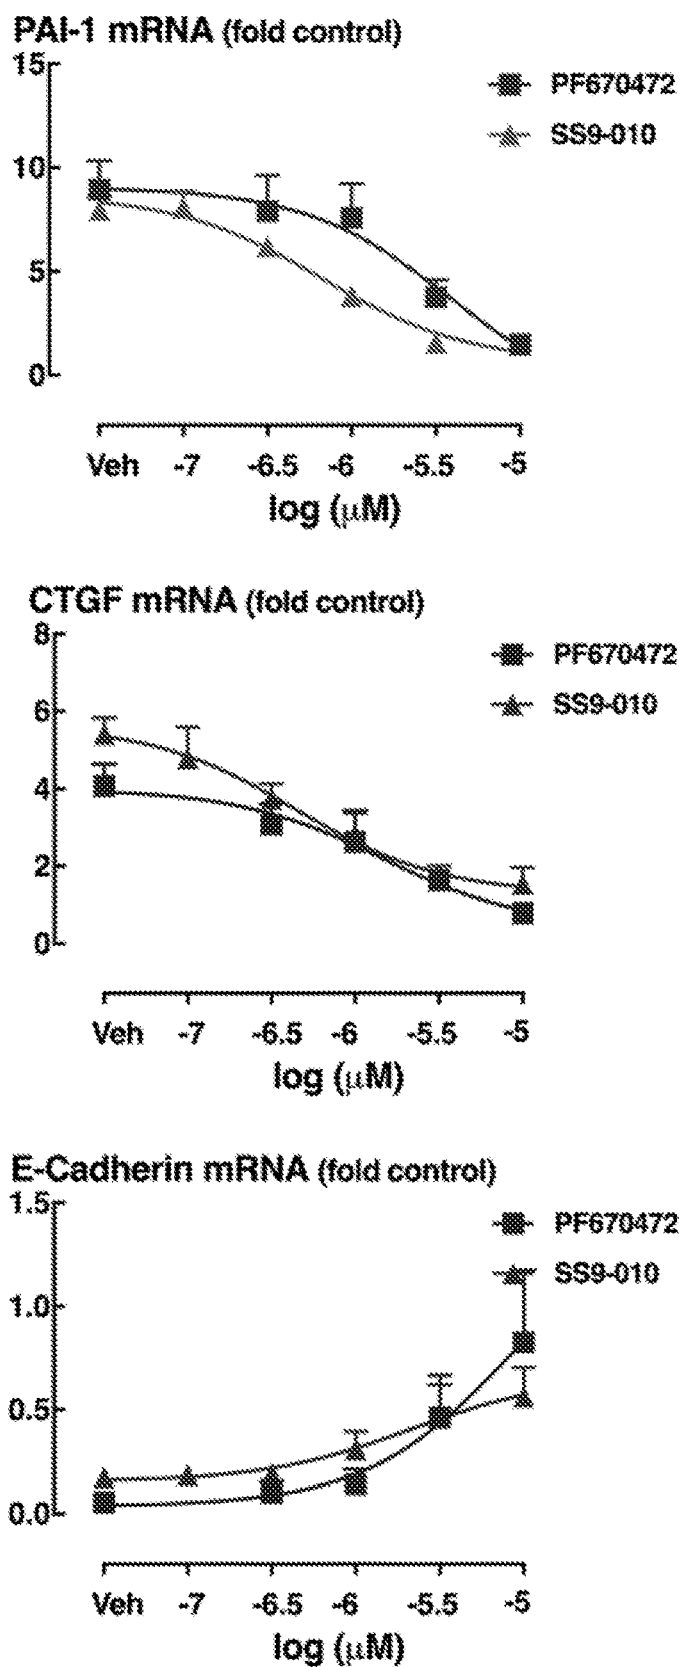 PAI-1 mRNA (fold control)
15
PF670472
SS9-010
10
5
0
Veh -7 -6.5 -6 -5.5 -5
log (μM)
CTGF mRNA (fold control)
8
PF670472
SS9-010
6
4
2
0
Veh -7 -6.5 -6 -5.5 -5
log (μM)
E-Cadherin mRNA (fold control)
1.5
PF670472
SS9-010
1.0
0.5
0.0
Veh -7 -6.5 -6 -5.5 -5
log (μM)